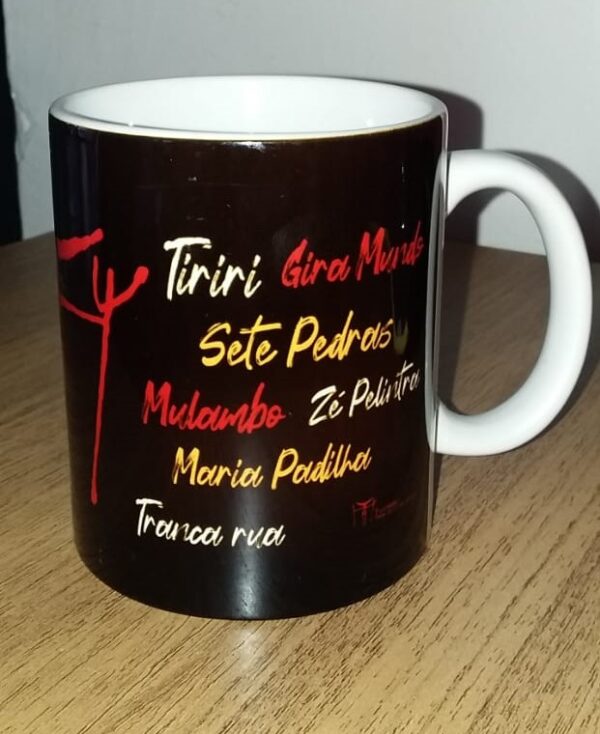 Tiriri Gira Mundo
Sete Pedras
Mulambo Zé Pelintra
Maria Padilha
Tranca rua